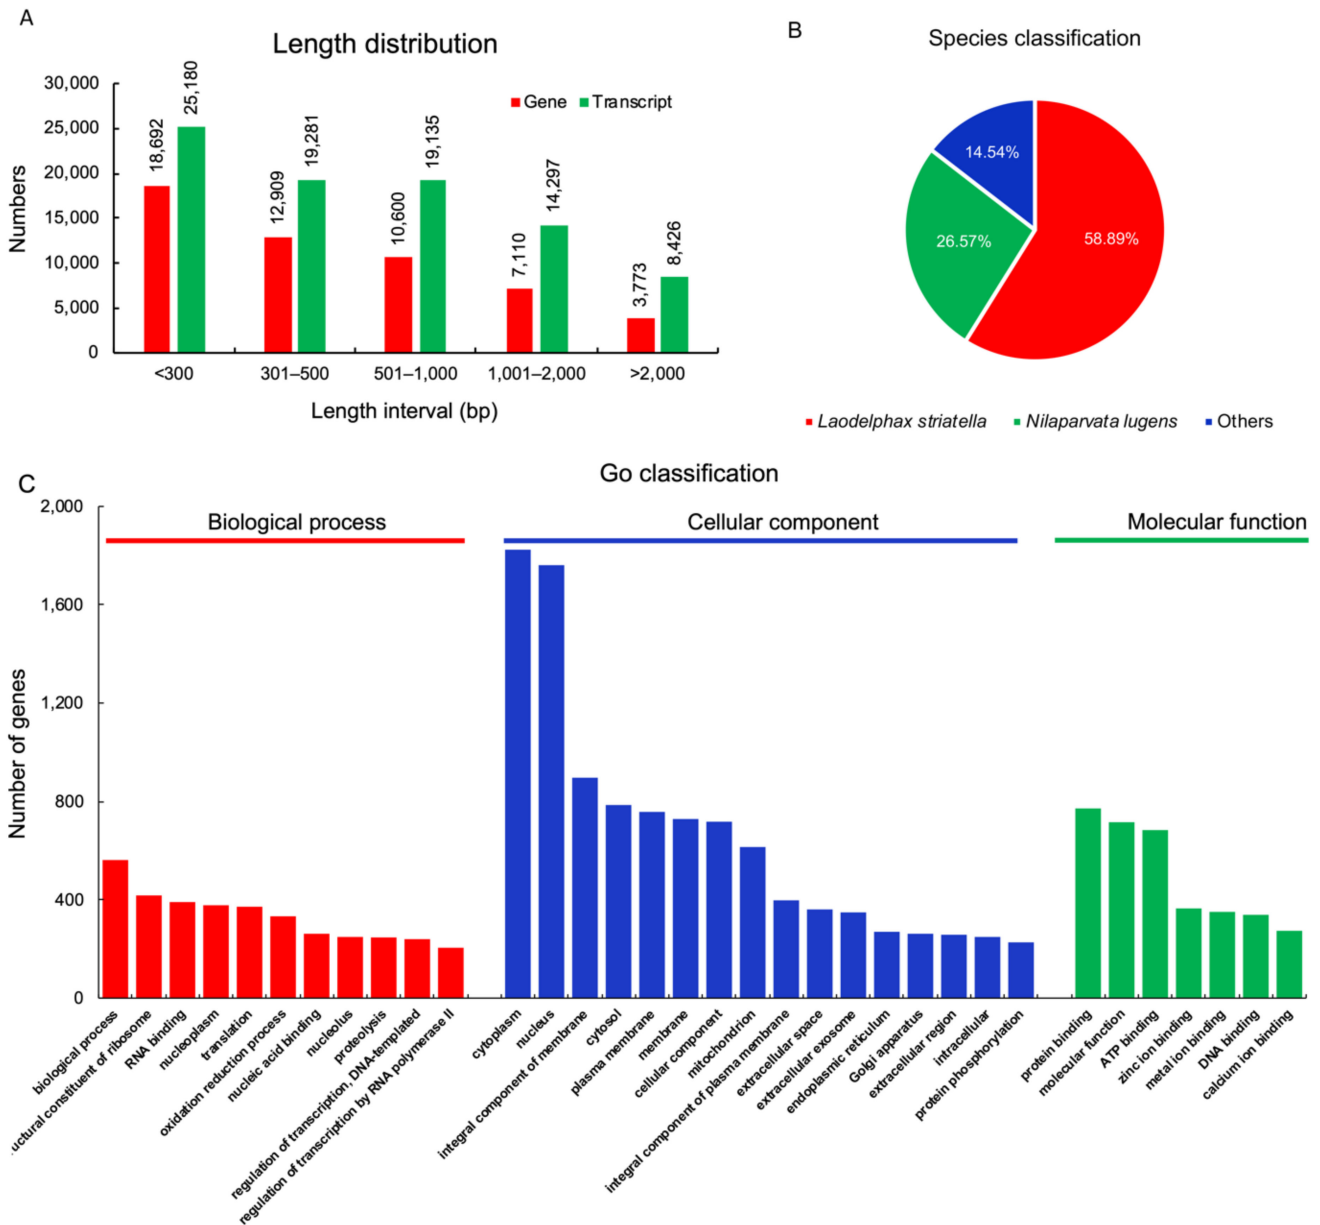 A
Length distribution
30,000
25,000
20,000
15,000
10,000
5,000
0
Numbers
Gene
Transcript
18,692
25,180
12,909
19,281
10,600
19,135
7,110
14,297
3,773
8,426
<300
301–500
501–1,000
1,001–2,000
>2,000
Length interval (bp)
B
Species classification
14.54%
26.57%
58.89%
Laodelphax striatella
Nilaparvata lugens
Others
C
Go classification
2,000
1,600
1,200
800
400
0
Number of genes
Biological process
Cellular component
Molecular function
biological process
uctural constituent of ribosome
RNA binding
nucleoplasm
translation
oxidation reduction process
nucleic acid binding
nucleolus
proteolysis
regulation of transcription, DNA-templated
regulation of transcription by RNA polymerase II
cytoplasm
nucleus
integral component of membrane
cytosol
plasma membrane
membrane
cellular component
mitochondrion
integral component of plasma membrane
extracellular space
extracellular exosome
endoplasmic reticulum
Golgi apparatus
extracellular region
intracellular
protein phosphorylation
protein binding
molecular function
ATP binding
zinc ion binding
metal ion binding
DNA binding
calcium ion binding